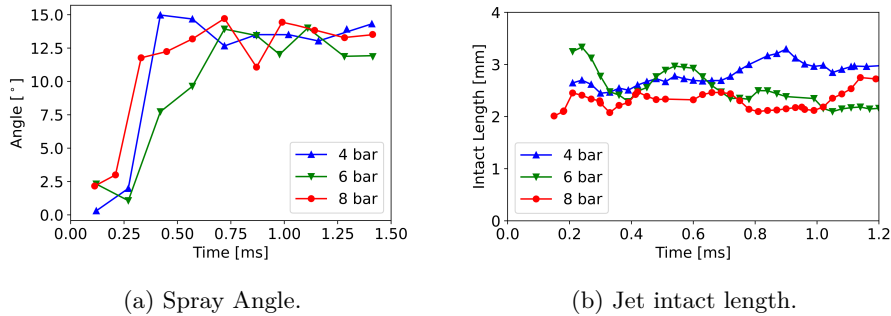 15.0
12.5
10.0
7.5
5.0
2.5
0.0
Angle [°]
0.00 0.25 0.50 0.75 1.00 1.25 1.50
Time [ms]
4 bar
6 bar
8 bar
(a) Spray Angle.
4
3
2
1
0
Intact Length [mm]
0.0 0.2 0.4 0.6 0.8 1.0 1.2
Time [ms]
4 bar
6 bar
8 bar
(b) Jet intact length.